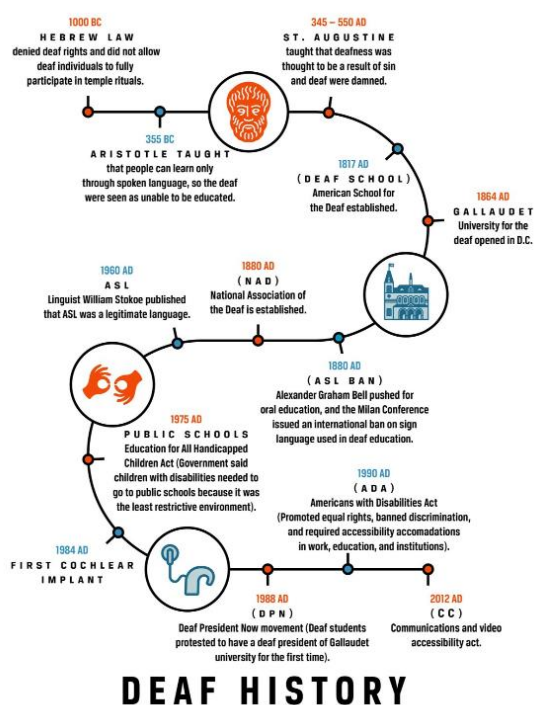 1000 BC
HEBREW LAW
denied deaf rights and did not allow
deaf individuals to fully
participate in temple rituals.
355 BC
ARISTOTLE TAUGHT
that people can learn only
through spoken language, so the deaf
were seen as unable to be educated.
345 – 550 AD
ST. AUGUSTINE
taught that deafness was
thought to be a result of sin
and deaf were damned.
1817 AD
(DEAF SCHOOL)
American School for
the Deaf established.
1864 AD
GALLAUDET
University for the
deaf opened in D.C.
1880 AD
(ASL BAN)
Alexander Graham Bell pushed for
oral education, and the Milan Conference
issued an international ban on sign
language used in deaf education.
1880 AD
(NAD)
National Association of
the Deaf is established.
1960 AD
ASL
Linguist William Stokoe published
that ASL was a legitimate language.
1975 AD
PUBLIC SCHOOLS
Education for All Handicapped
Children Act (Government said
children with disabilities needed to
go to public schools because it was
the least restrictive environment).
1984 AD
FIRST COCHLEAR
IMPLANT
1988 AD
(DPN)
Deaf President Now movement (Deaf students
protested to have a deaf president of Gallaudet
university for the first time).
1990 AD
(ADA)
Americans with Disabilities Act
(Promoted equal rights, banned discrimination,
and required accessibility accomadations
in work, education, and institutions).
2012 AD
(CC)
Communications and video
accessibility act.
DEAF HISTORY